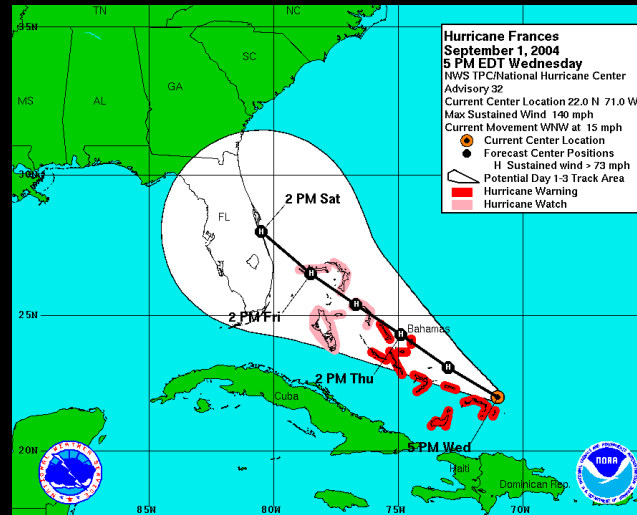 TN
NC
35N
SC
MS
AL
GA
Hurricane Frances
September 1, 2004
5 PM EDT Wednesday
NWS TPC/National Hurricane Center
Advisory 32
Current Center Location 22.0 N 71.0 W
Max Sustained Wind 140 mph
Current Movement WNW at 15 mph
Current Center Location
Forecast Center Positions
H Sustained wind > 73 mph
Potential Day 1-3 Track Area
Hurricane Warning
Hurricane Watch
30N
2 PM Sat
FL
H
H
2 PM Fri
H
25N
H
Bahamas
H
2 PM Thu
Cuba
5 PM Wed
20N
Haiti
Dominican Rep.
NATIONAL WEATHER SERVICE
NOAA
85W
80W
75W
70W